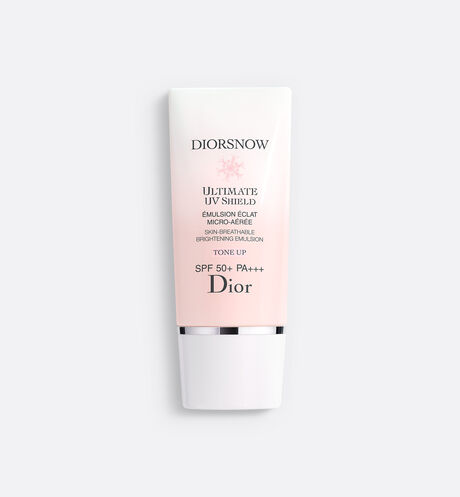 DIORSNOW
ULTIMATE
UV SHIELD
ÉMULSION ÉCLAT
MICRO-AÉRÉE
SKIN-BREATHABLE
BRIGHTENING EMULSION
TONE UP
SPF 50+ PA+++
Dior